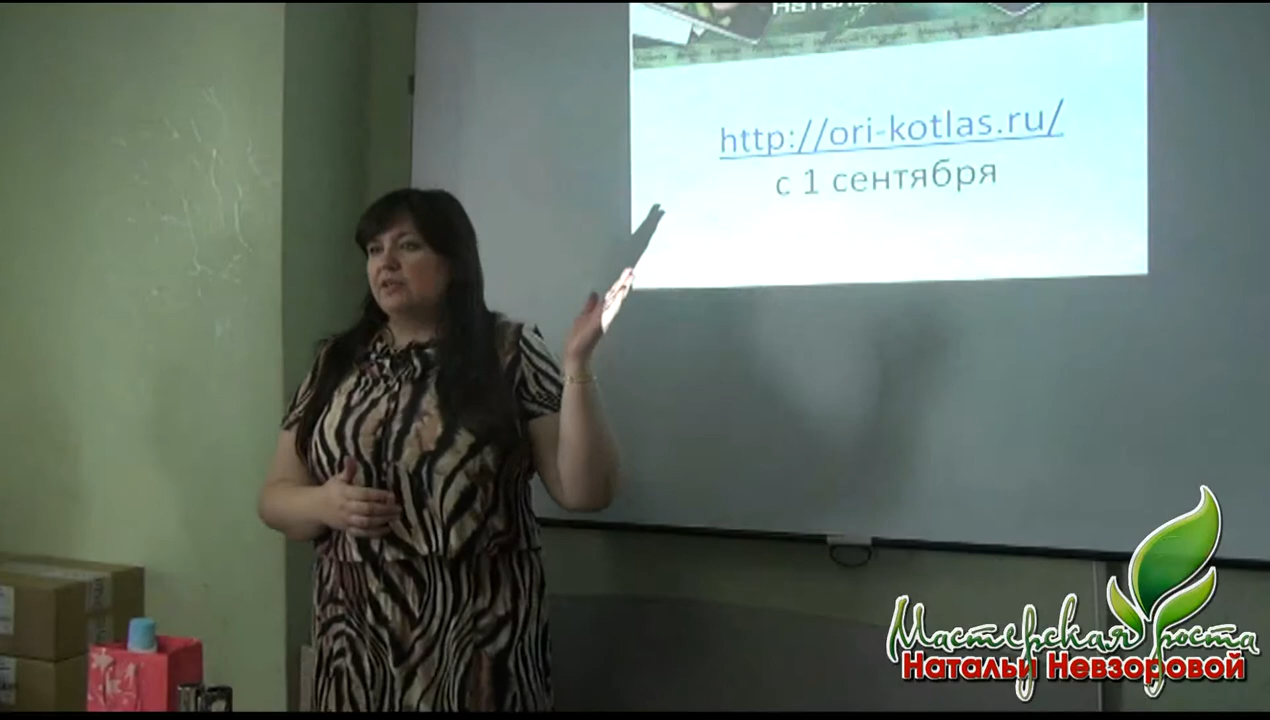 http://ori-kotlas.ru/
с 1 сентября
Мастерская роста
Натальи Невзоровой